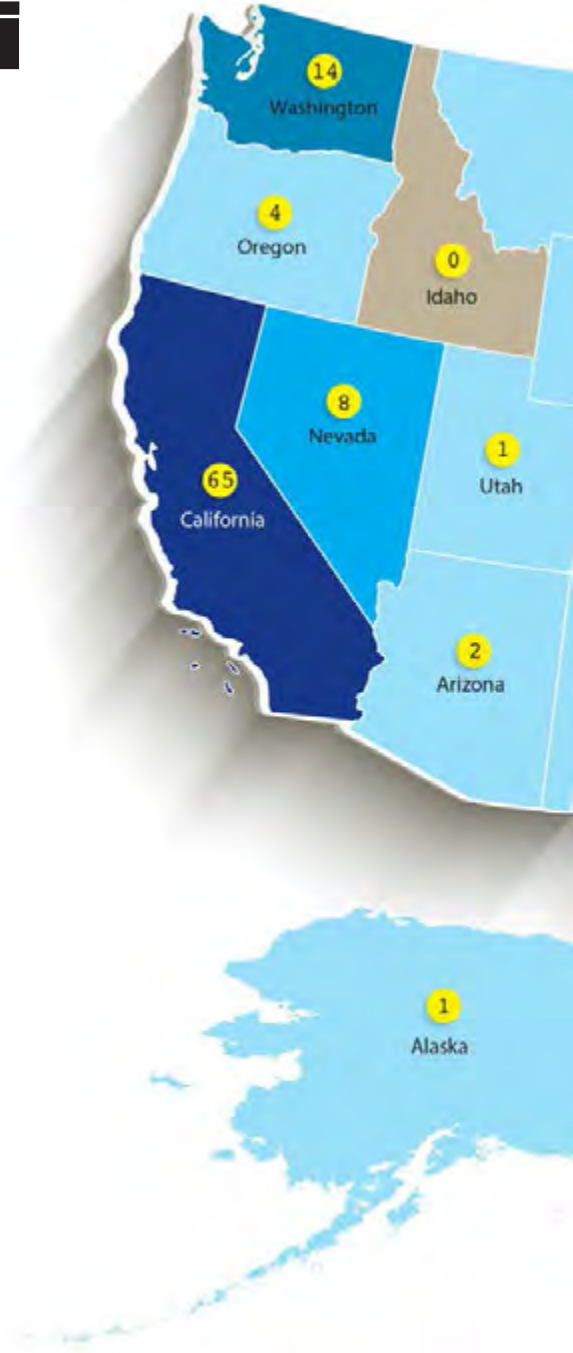 14
Washington
4
Oregon
0
Idaho
8
Nevada
1
Utah
65
California
2
Arizona
1
Alaska